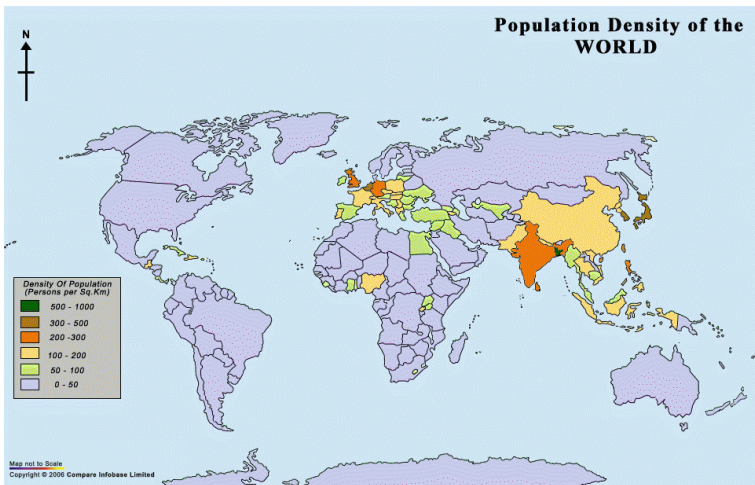 Population Density of the
WORLD
N
Density Of Population
(Persons per Sq.Km)
500 - 1000
300 - 500
200 -300
100 - 200
50 - 100
0 - 50
Map not to Scale
Copyright © 2006 Compare Infobase Limited